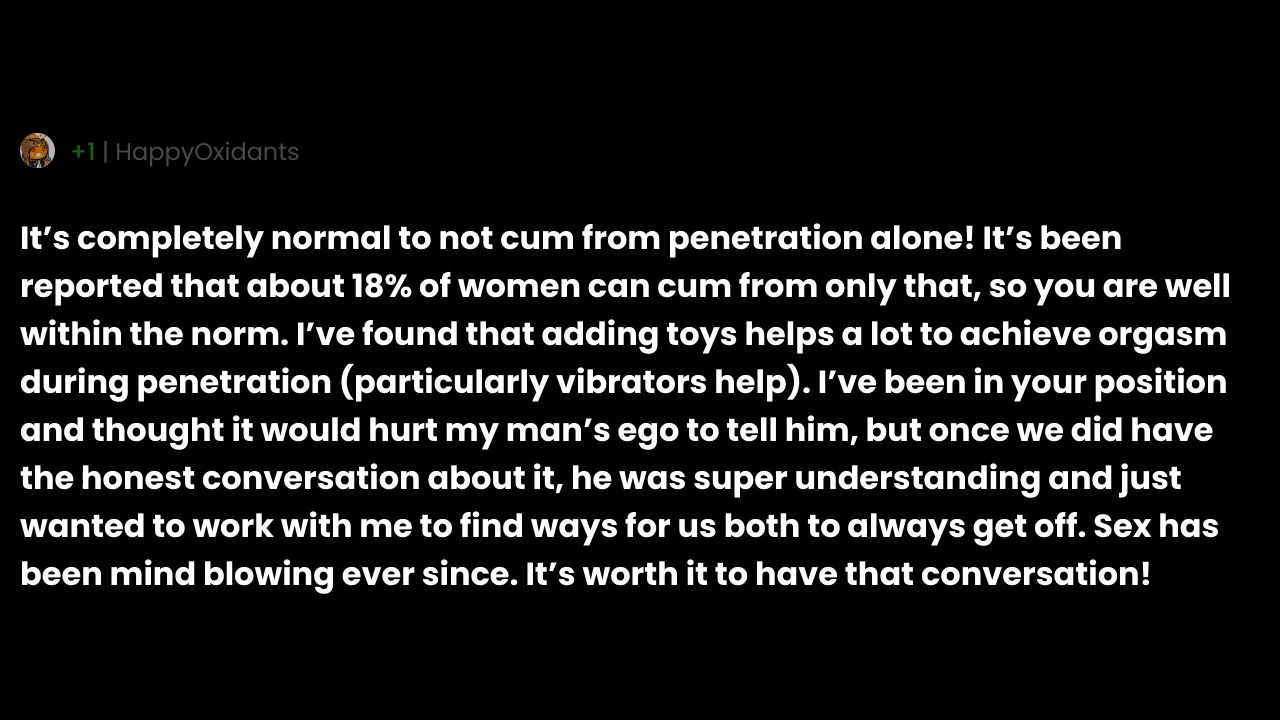 +1 | HappyOxidants
It’s completely normal to not cum from penetration alone! It’s been
reported that about 18% of women can cum from only that, so you are well
within the norm. I’ve found that adding toys helps a lot to achieve orgasm
during penetration (particularly vibrators help). I’ve been in your position
and thought it would hurt my man’s ego to tell him, but once we did have
the honest conversation about it, he was super understanding and just
wanted to work with me to find ways for us both to always get off. Sex has
been mind blowing ever since. It’s worth it to have that conversation!